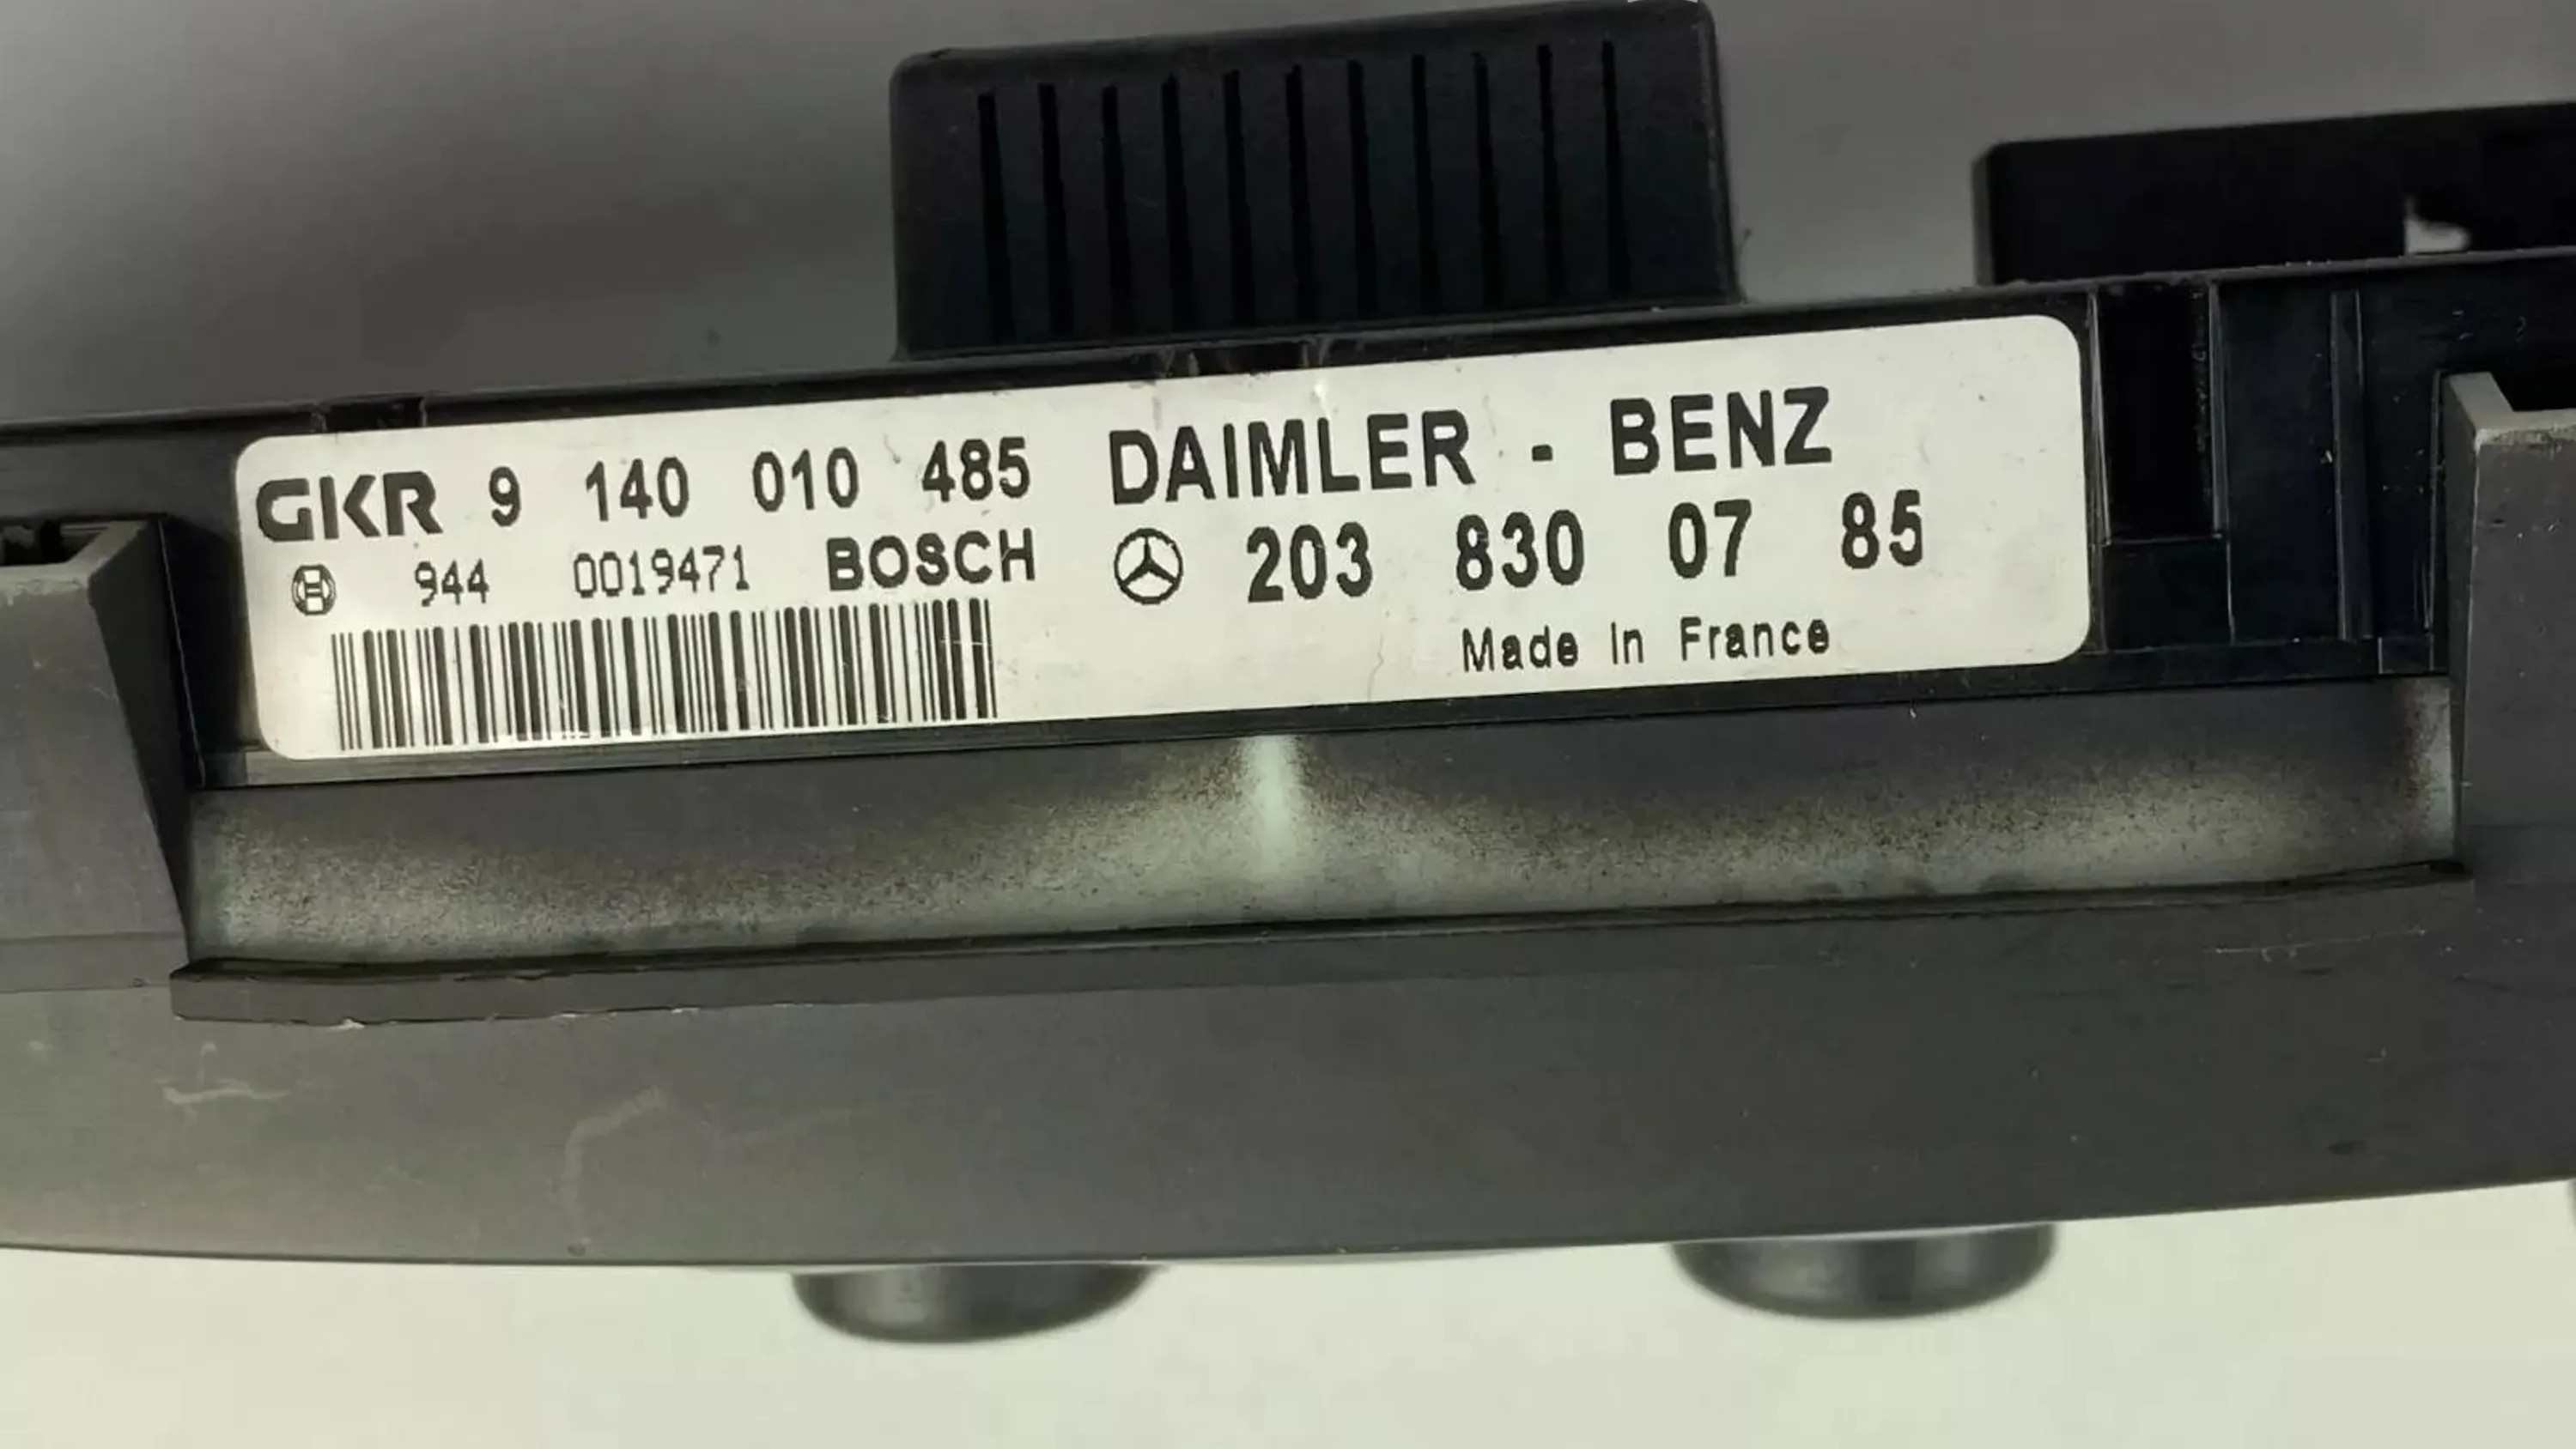 GKR 9 140 010 485
944 0019471 BOSCH
DAIMLER - BENZ
203 830 07 85
Made in France